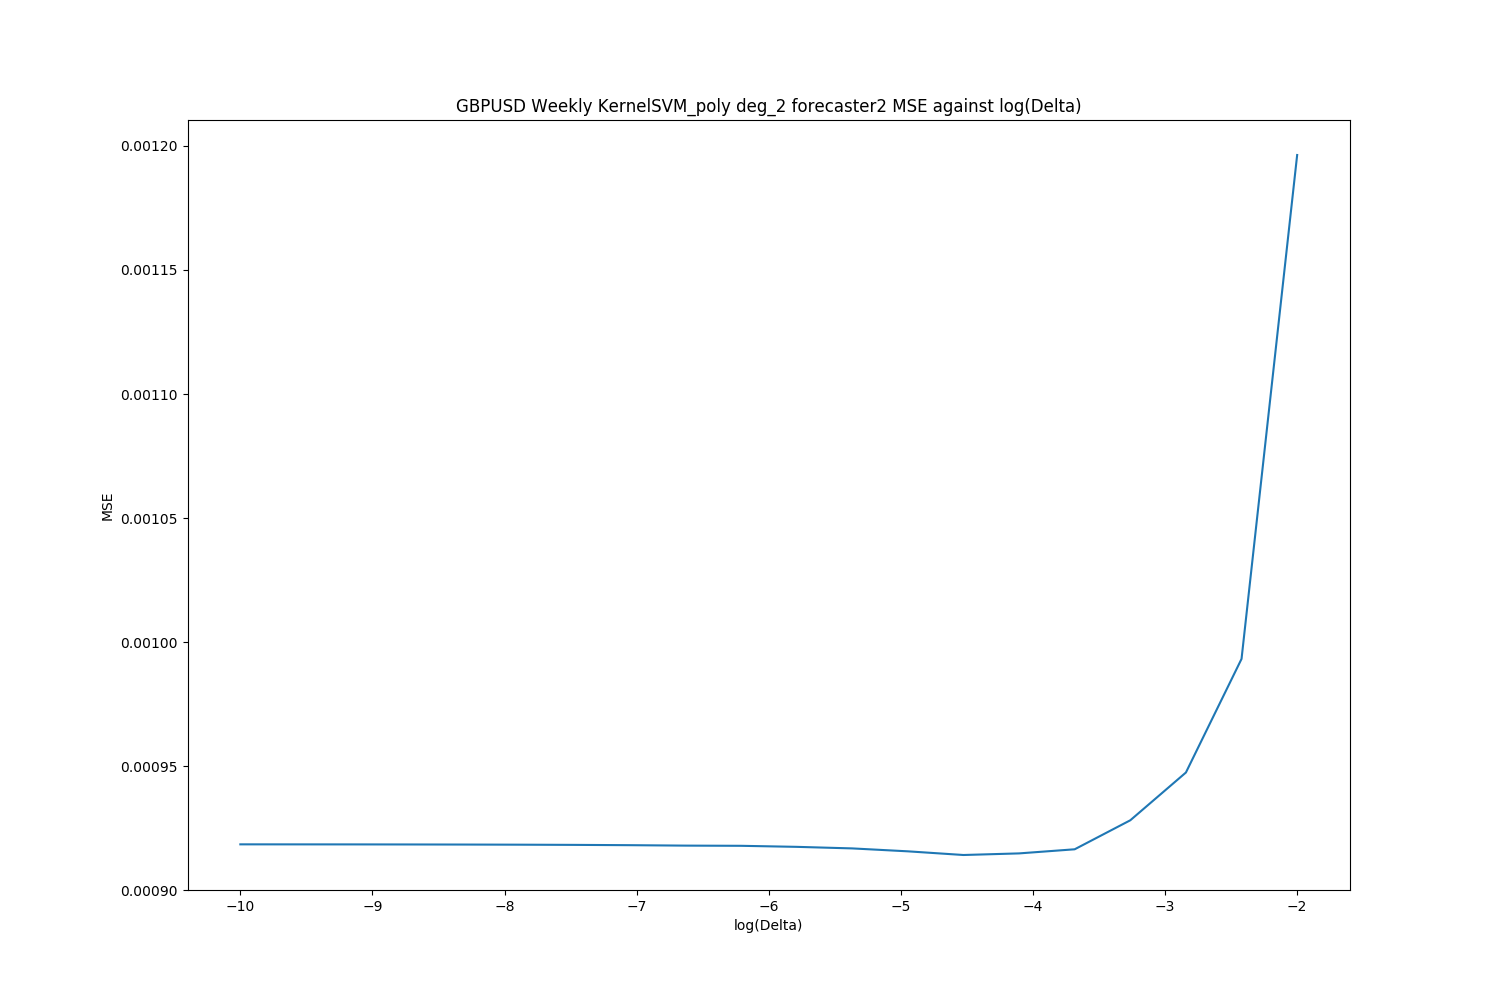 GBPUSD Weekly KernelSVM_poly deg_2 forecaster2 MSE against log(Delta)
0.00120
0.00115
0.00110
0.00105
0.00100
0.00095
0.00090
MSE
−10 −9 −8 −7 −6 −5 −4 −3 −2
log(Delta)